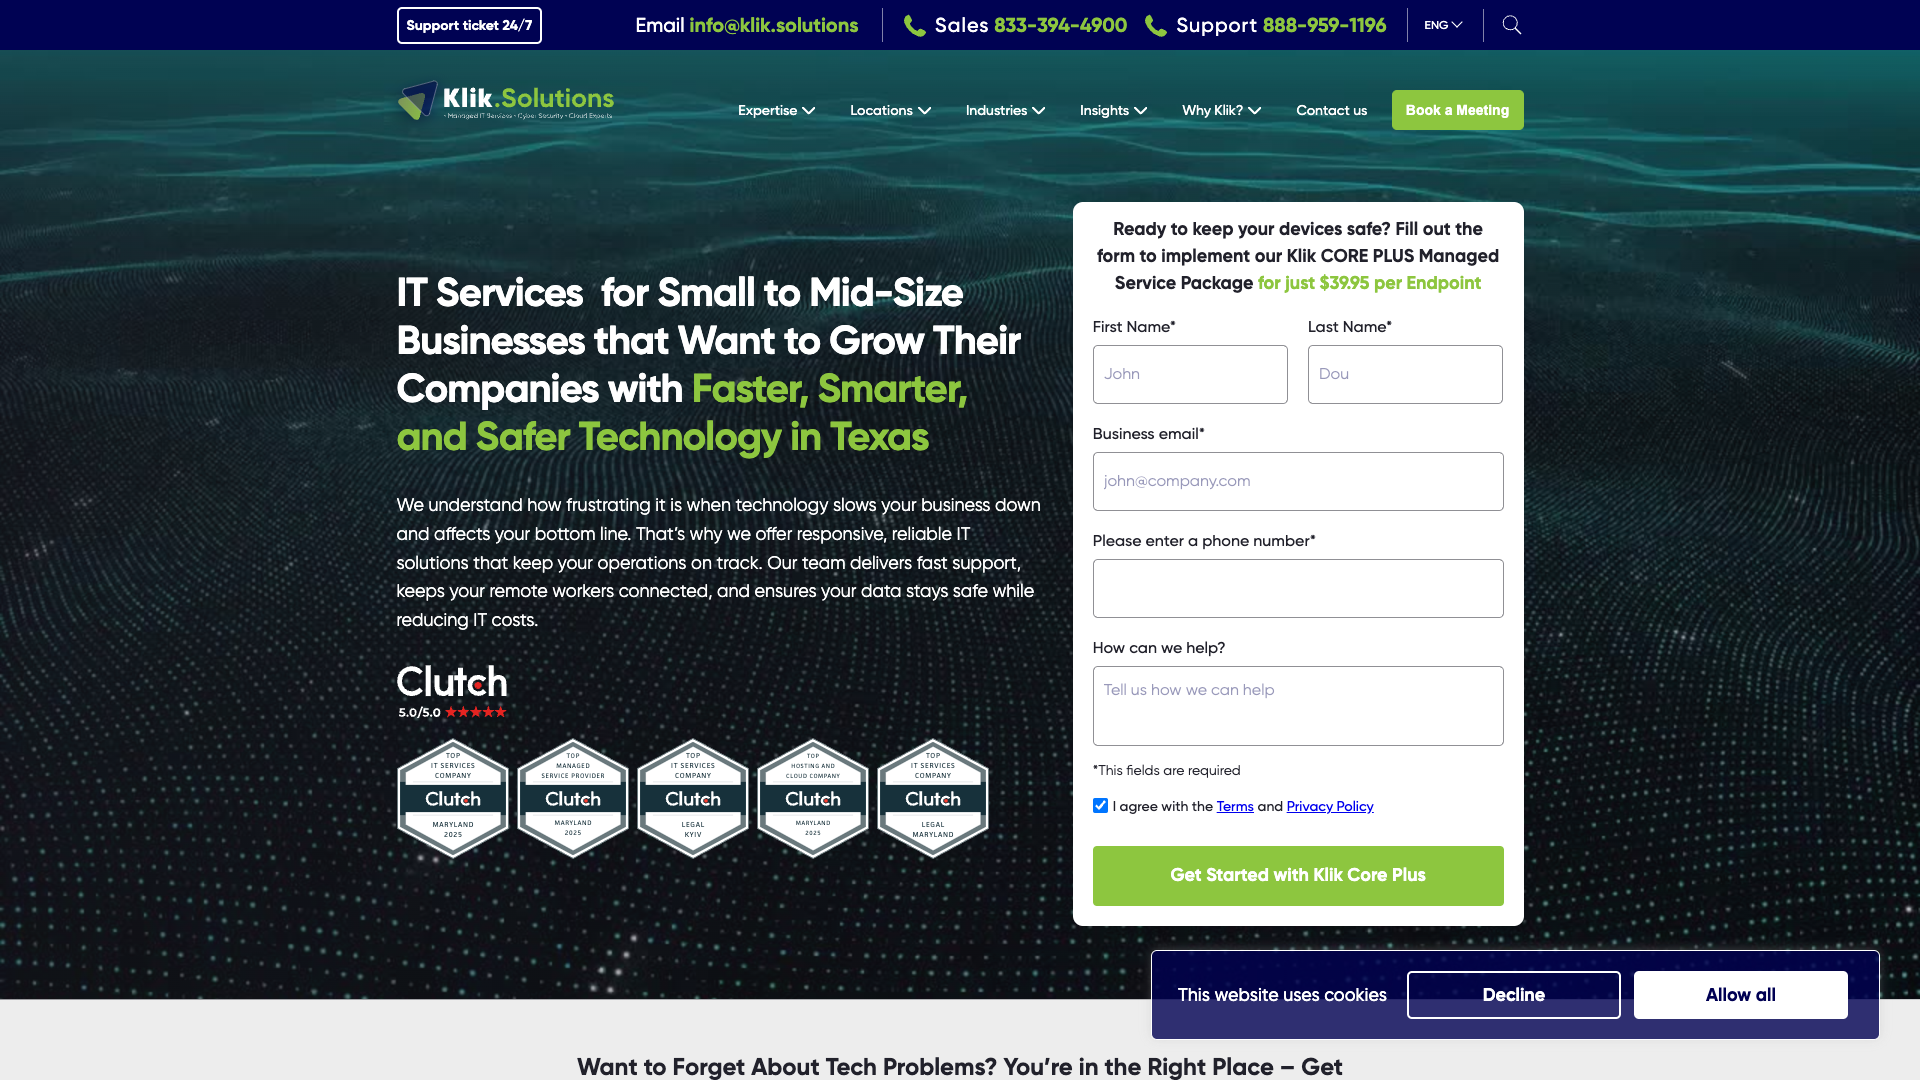 Support ticket 24/7
Email info@klik.solutions
Sales 833-394-4900
Support 888-959-1196
ENG
Klik.Solutions
• Managed IT Services • Cyber Security • Cloud Experts
Expertise
Locations
Industries
Insights
Why Klik?
Contact us
Book a Meeting
IT Services for Small to Mid-Size
Businesses that Want to Grow Their
Companies with Faster, Smarter,
and Safer Technology in Texas
We understand how frustrating it is when technology slows your business down
and affects your bottom line. That’s why we offer responsive, reliable IT
solutions that keep your operations on track. Our team delivers fast support,
keeps your remote workers connected, and ensures your data stays safe while
reducing IT costs.
Clutch
5.0/5.0 ★★★★★
TOP
IT SERVICES
COMPANY
Clutch
MARYLAND
2025
TOP
MANAGED
SERVICE PROVIDER
Clutch
MARYLAND
2025
TOP
IT SERVICES
COMPANY
Clutch
LEGAL
KYIV
TOP
HOSTING AND
CLOUD COMPANY
Clutch
MARYLAND
2025
TOP
IT SERVICES
COMPANY
Clutch
LEGAL
MARYLAND
Ready to keep your devices safe? Fill out the
form to implement our Klik CORE PLUS Managed
Service Package for just $39.95 per Endpoint
First Name*
Last Name*
John
Dou
Business email*
john@company.com
Please enter a phone number*
How can we help?
Tell us how we can help
*This fields are required
I agree with the Terms and Privacy Policy
Get Started with Klik Core Plus
This website uses cookies
Decline
Allow all
Want to Forget About Tech Problems? You’re in the Right Place – Get